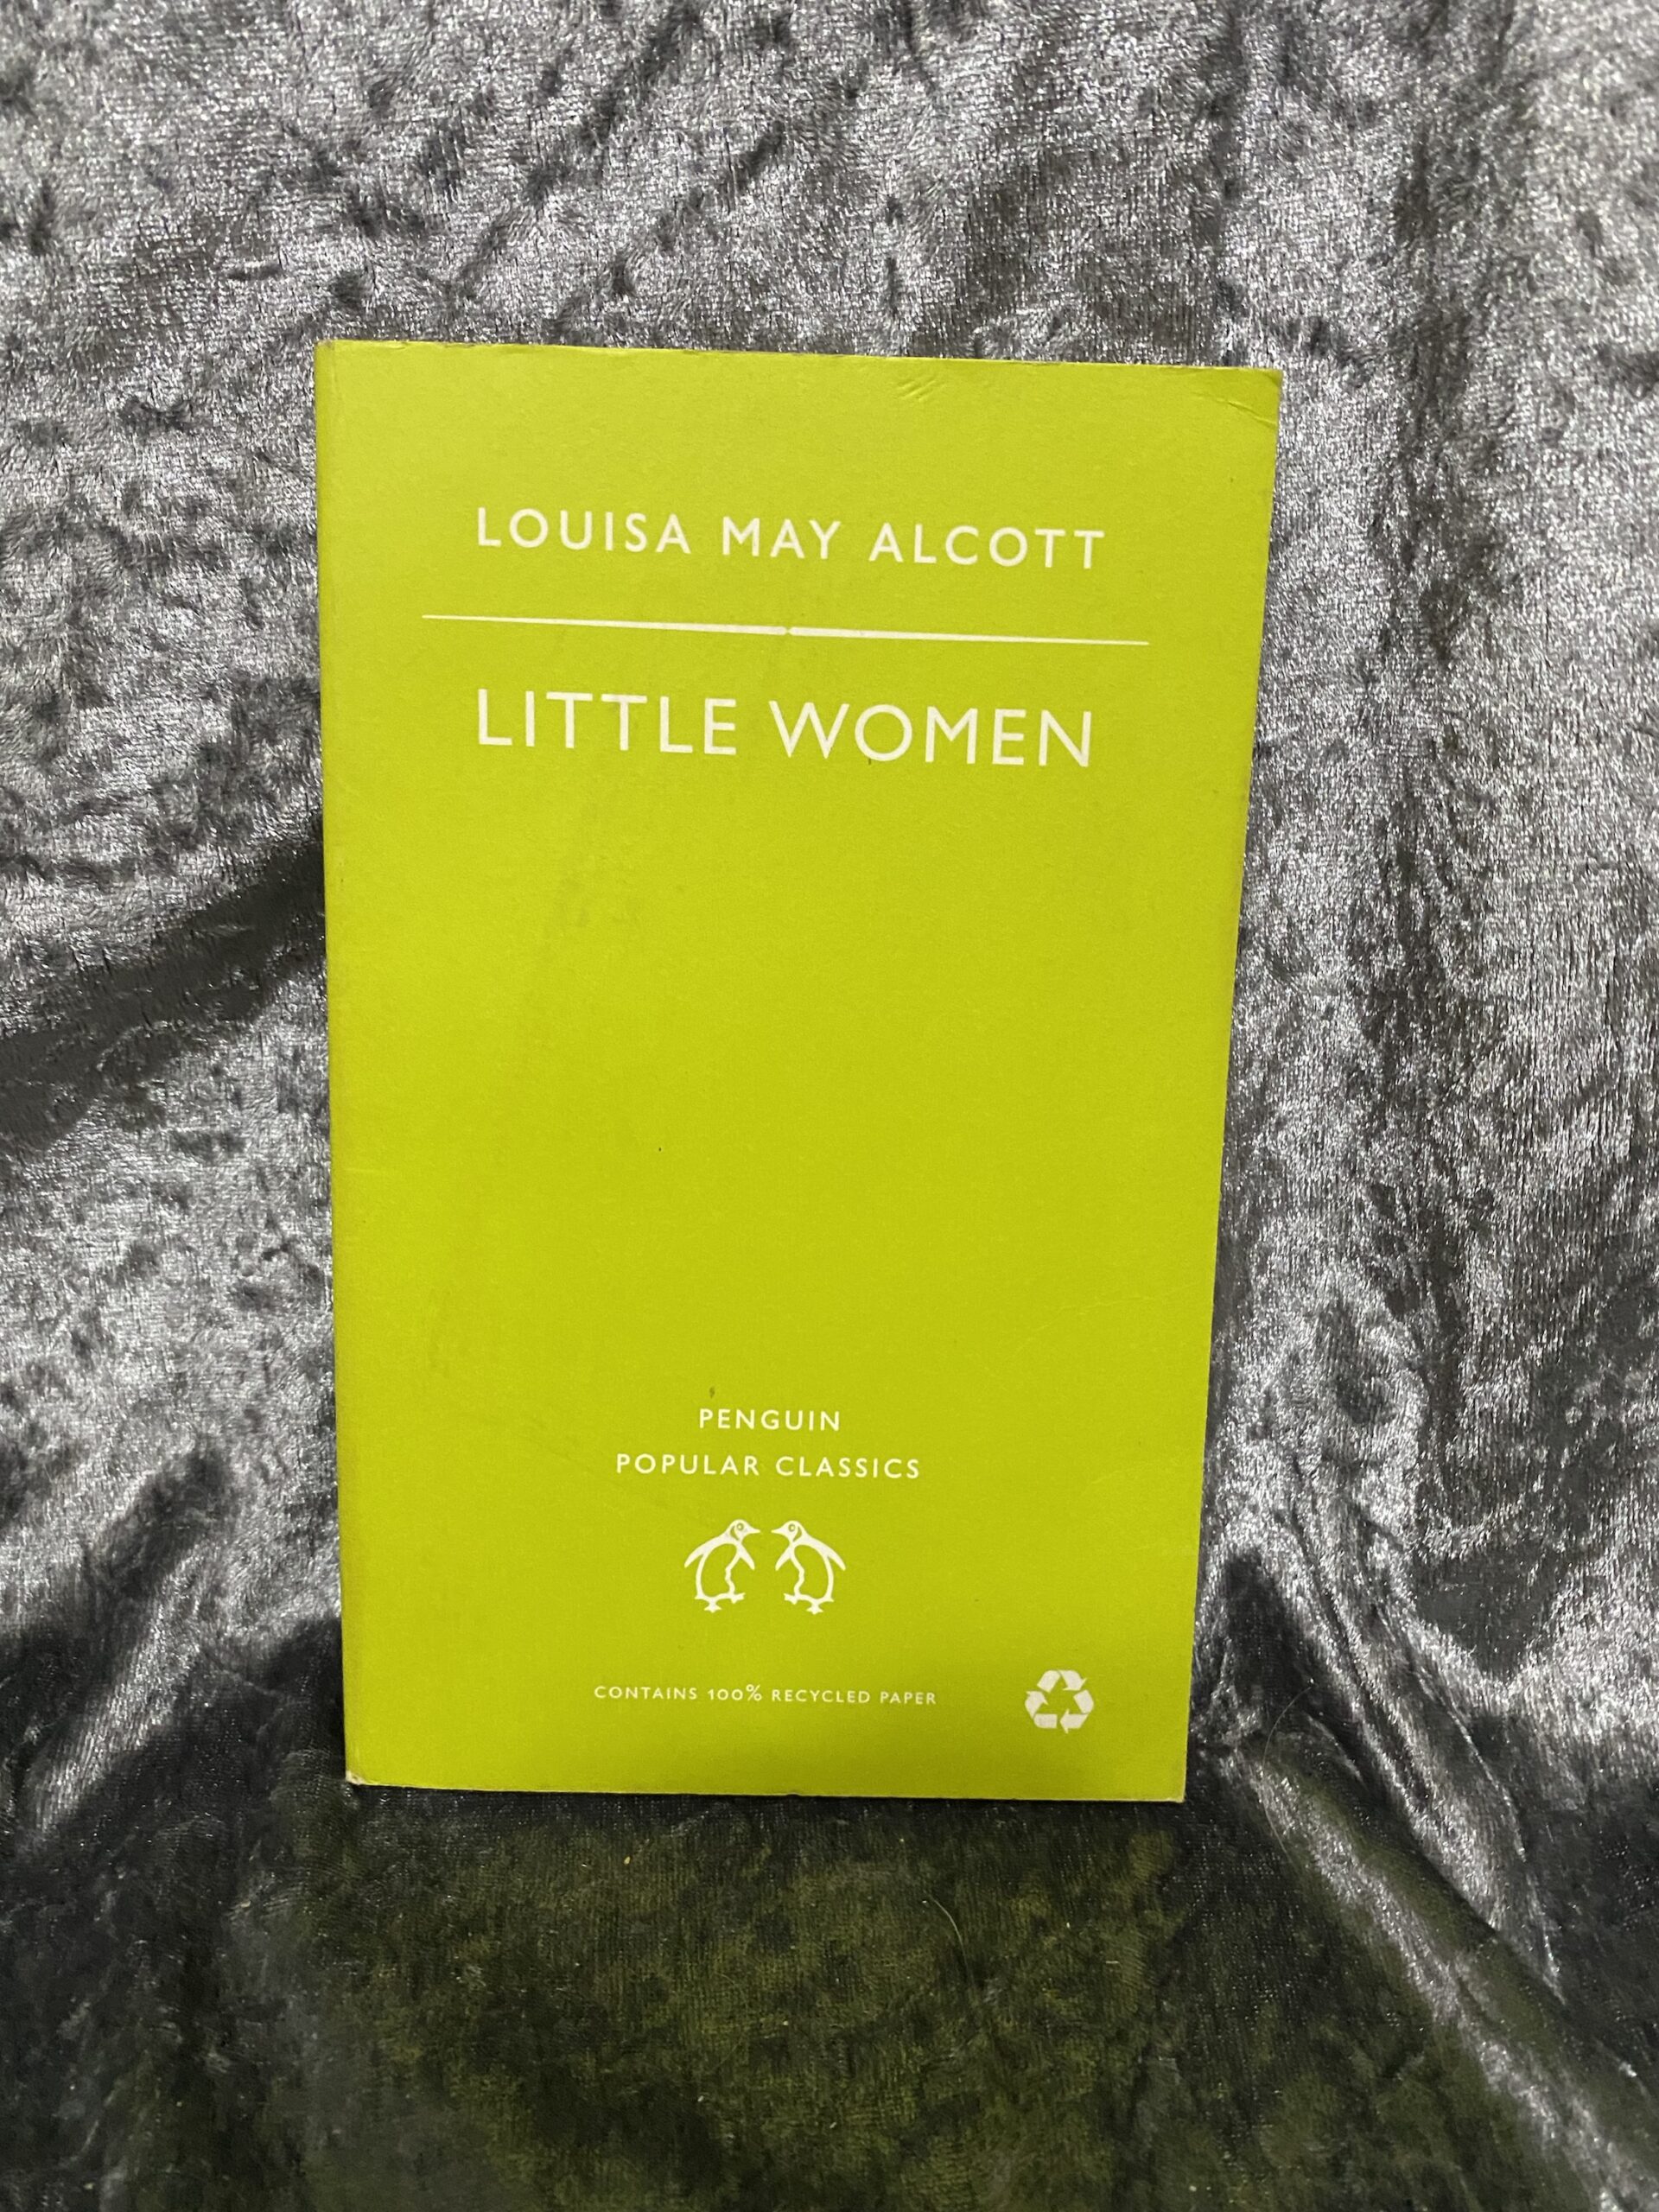 LOUISA MAY ALCOTT
LITTLE WOMEN
PENGUIN
POPULAR CLASSICS
CONTAINS 100% RECYCLED PAPER